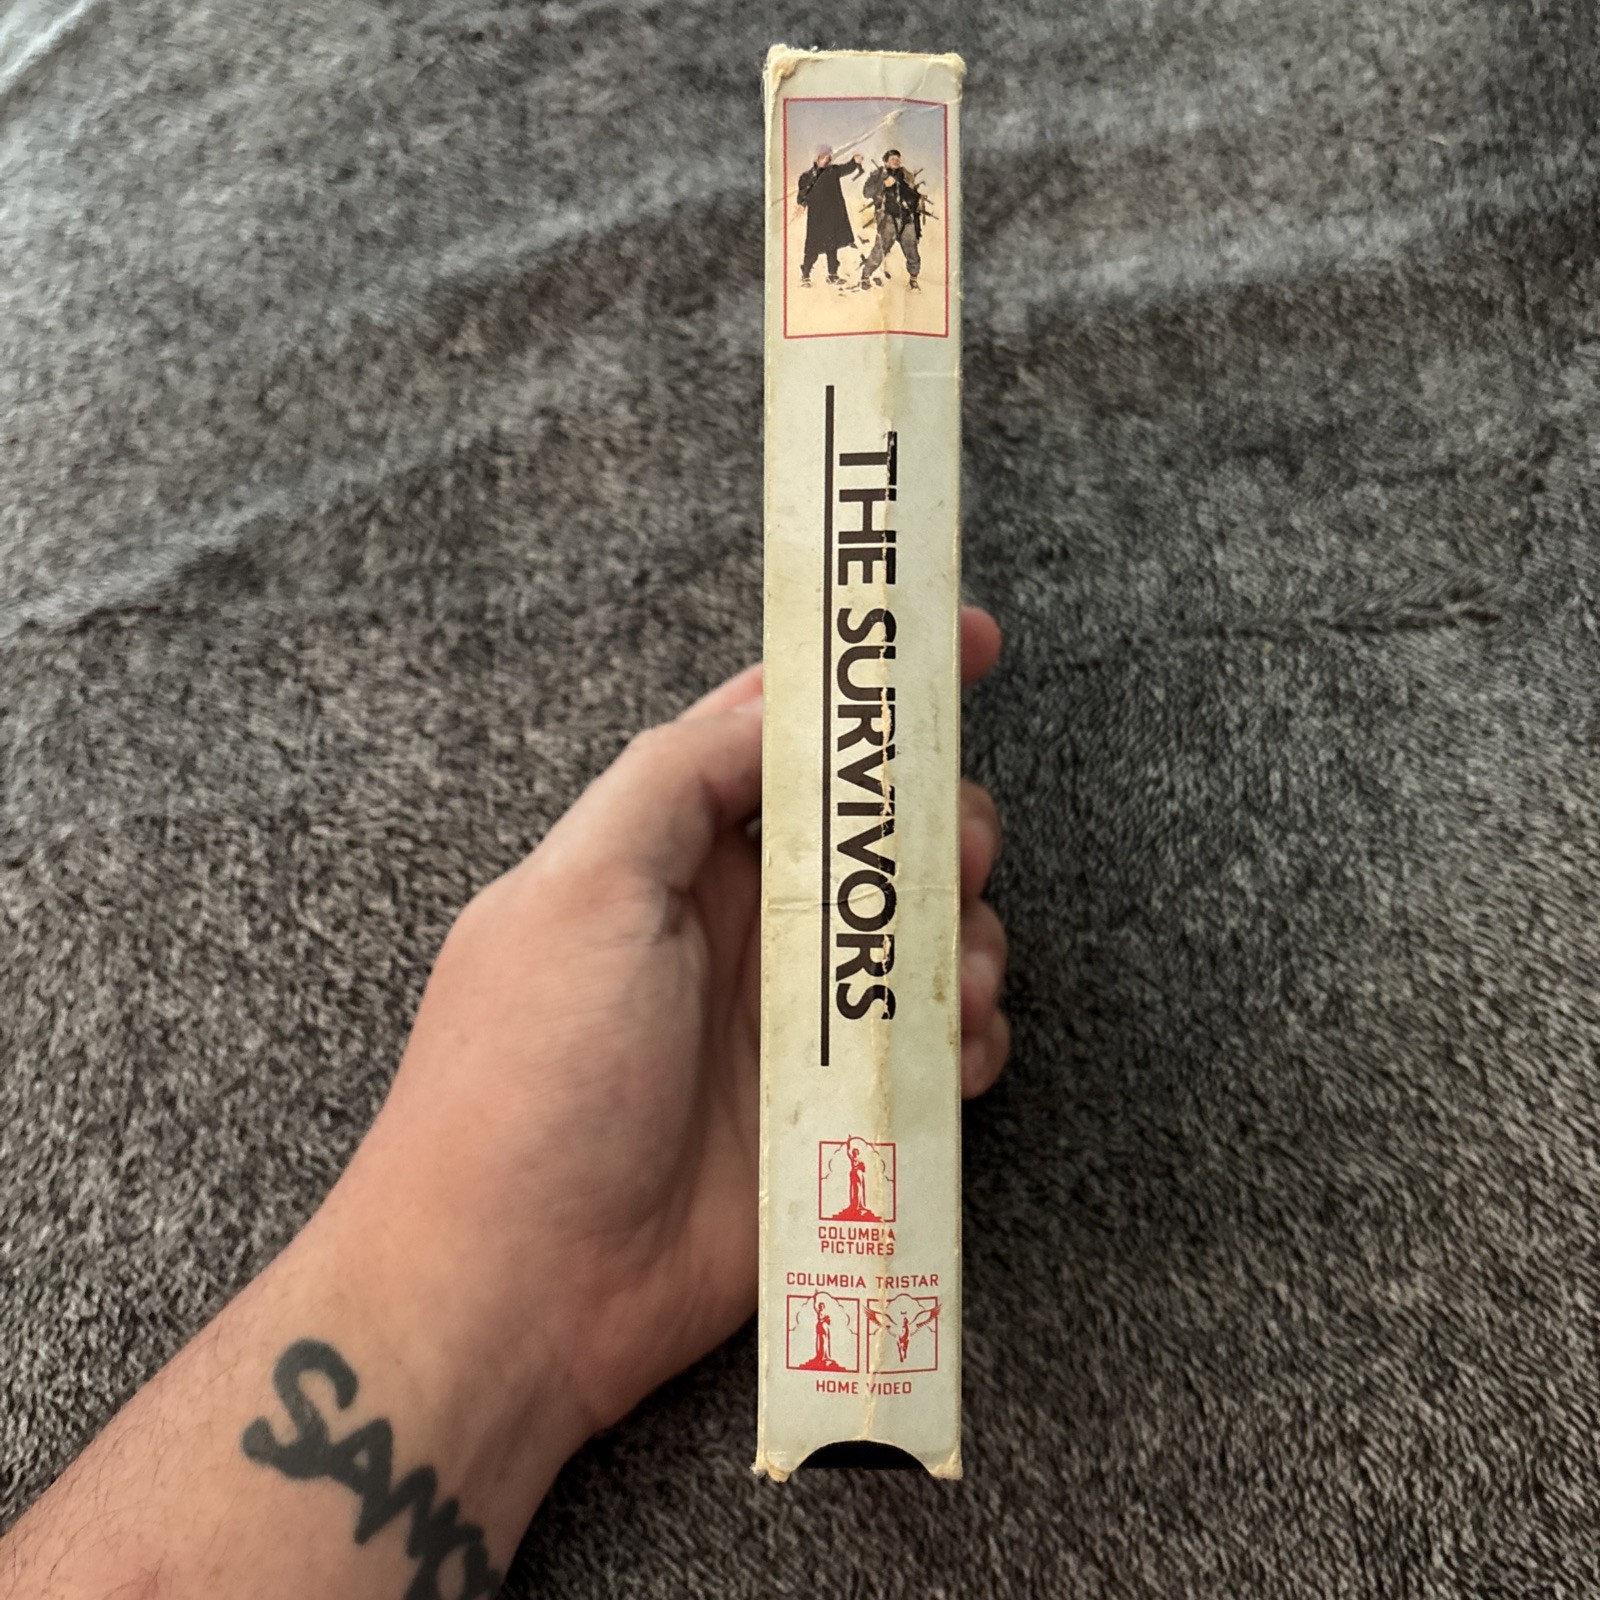 THE SURVIVORS
COLUMBIA
PICTURES
COLUMBIA TRISTAR
HOME VIDEO